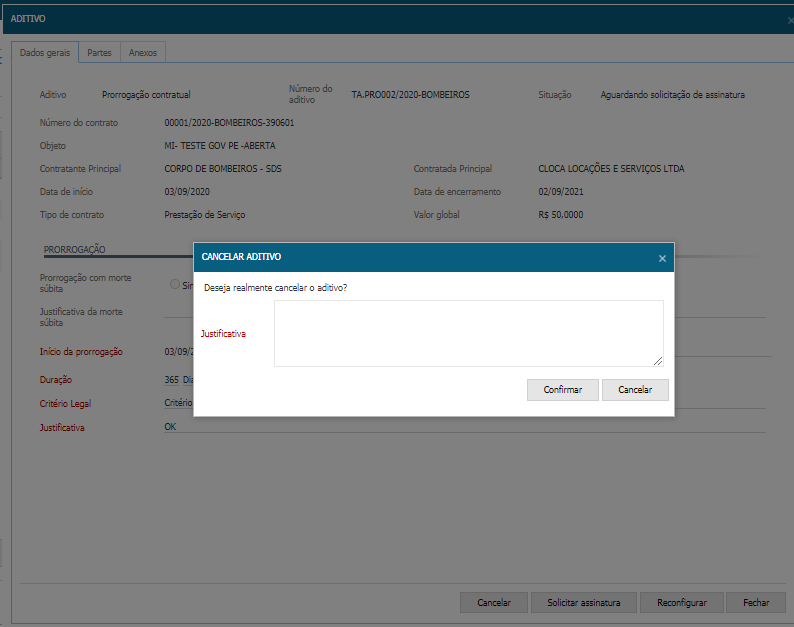 ADITIVO
×
Dados gerais Partes Anexos
Aditivo Prorrogação contratual Número do aditivo TA.PRO002/2020-BOMBEIROS Situação Aguardando solicitação de assinatura
Número do contrato 00001/2020-BOMBEIROS-390601
Objeto MI- TESTE GOV PE -ABERTA
Contratante Principal CORPO DE BOMBEIROS - SDS Contratada Principal CLOCA LOCAÇÕES E SERVIÇOS LTDA
Data de início 03/09/2020 Data de encerramento 02/09/2021
Tipo de contrato Prestação de Serviço Valor global R$ 50,0000
PRORROGAÇÃO
CANCELAR ADITIVO ×
Deseja realmente cancelar o aditivo?
Justificativa
Confirmar Cancelar
Prorrogação com morte
súbita
Justificativa da morte
súbita
Início da prorrogação 03/09/2
Duração 365 Dia
Critério Legal Critério
Justificativa OK
Cancelar Solicitar assinatura Reconfigurar Fechar